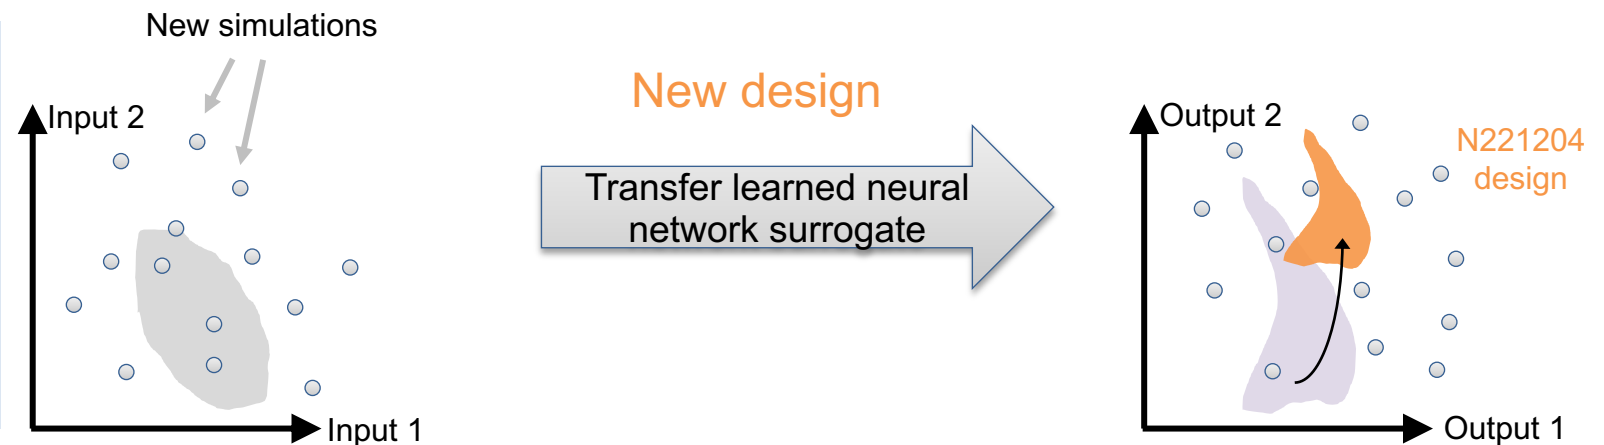 New simulations
Input 2
Input 1
New design
Transfer learned neural
network surrogate
Output 2
N221204
design
Output 1